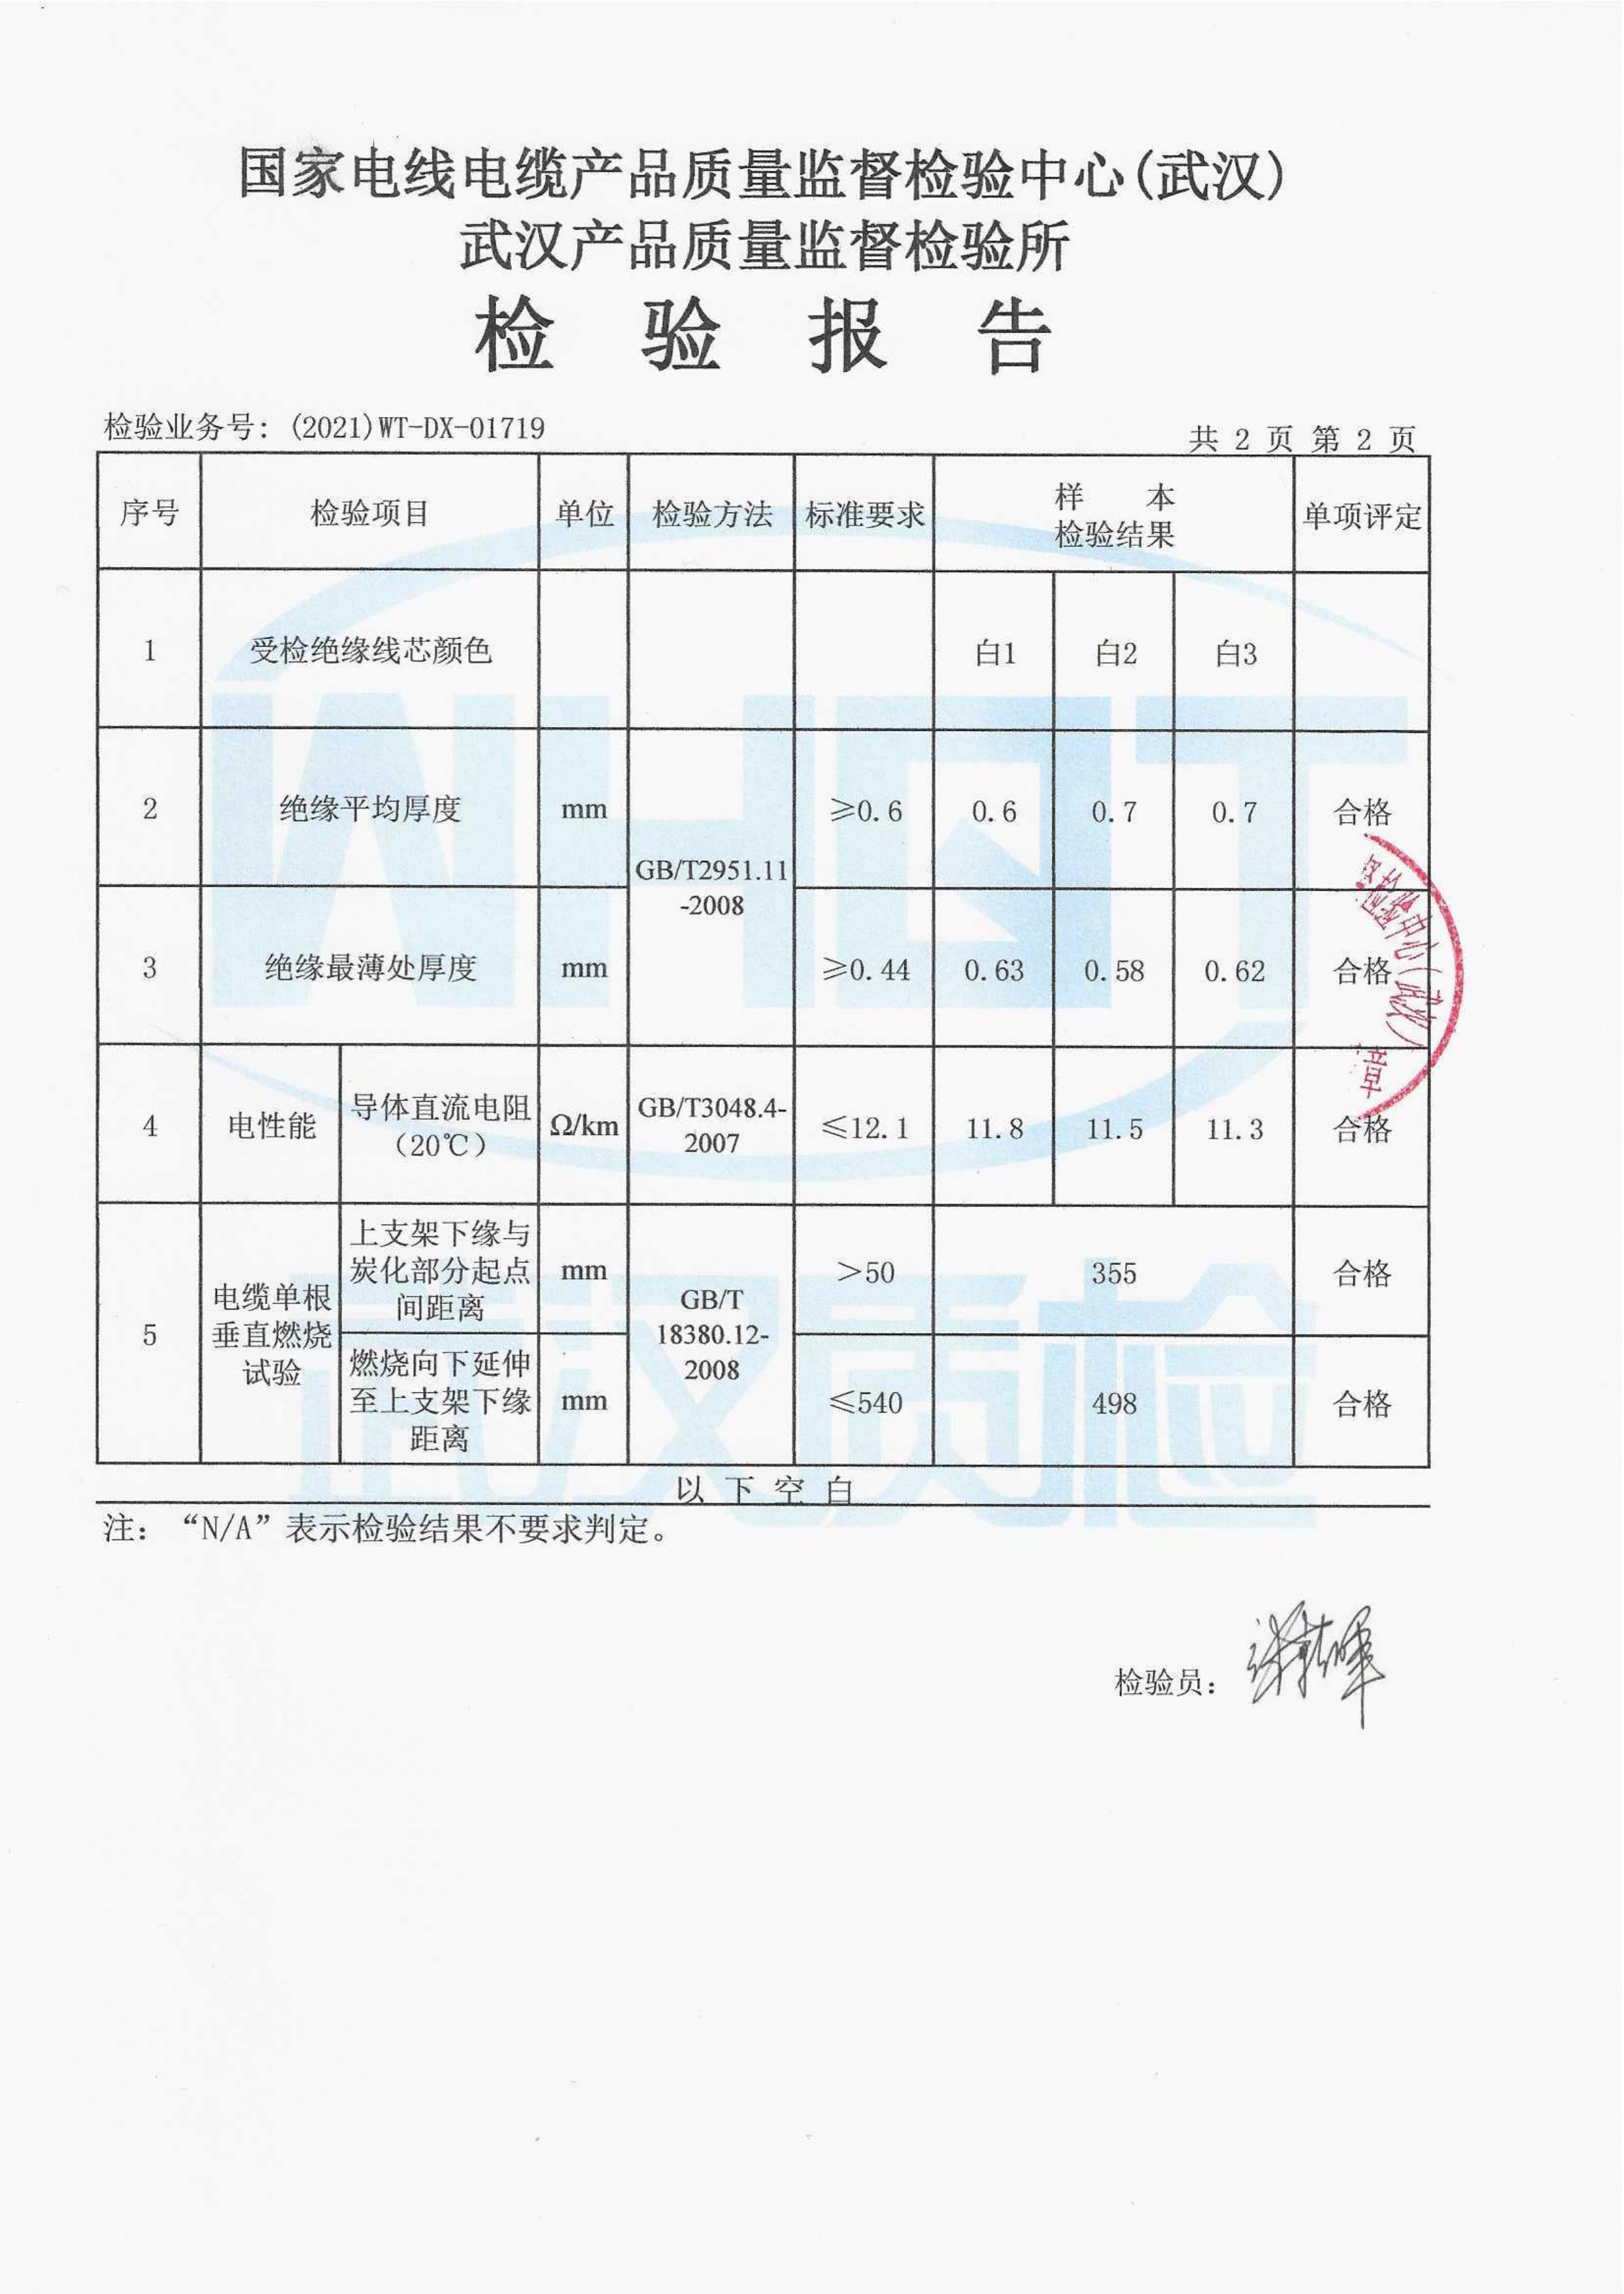 国家电线电缆产品质量监督检验中心(武汉)
武汉产品质量监督检验所
检 验 报 告
检验业务号: (2021)WT-DX-01719
共 2 页 第 2 页
序号 检验项目 单位 检验方法 标准要求 样 本 检验结果 单项评定
1 受检绝缘线芯颜色 白1 白2 白3
2 绝缘平均厚度 mm GB/T2951.11-2008 ≥0.6 0.6 0.7 0.7 合格
3 绝缘最薄处厚度 mm ≥0.44 0.63 0.58 0.62 合格
4 电性能 导体直流电阻(20℃) Ω/km GB/T3048.4-2007 ≤12.1 11.8 11.5 11.3 合格
5 电缆单根垂直燃烧试验 上支架下缘与炭化部分起点间距离 mm GB/T 18380.12-2008 >50 355 合格
燃烧向下延伸至上支架下缘距离 mm ≤540 498 合格
以 下 空 白
注: “N/A”表示检验结果不要求判定。
检验员:
WHQT
武汉质检
检验中心(武汉)
章